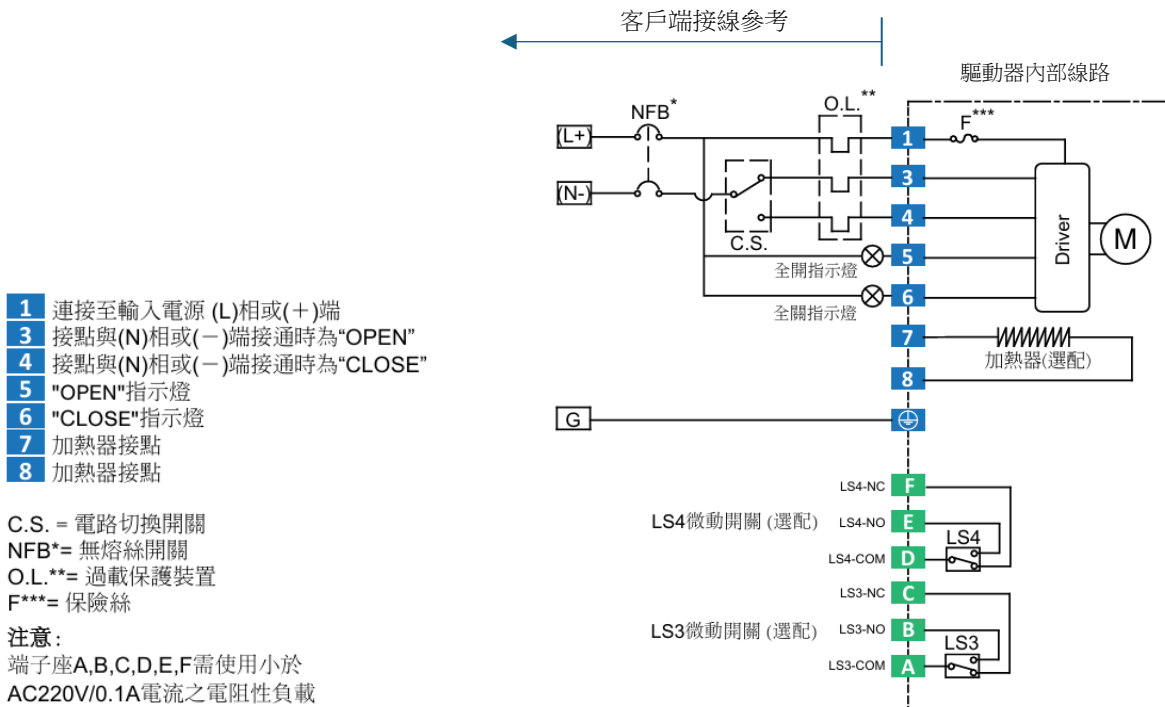 客戶端接線參考
驅動器內部線路
NFB*
O.L.**
F***
(L+)
1
(N-)
3
4
C.S.
Driver
M
全開指示燈
5
全關指示燈
6
7
加熱器(選配)
8
G
1 連接至輸入電源 (L)相或(+)端
3 接點與(N)相或(-)端接通時為“OPEN”
4 接點與(N)相或(-)端接通時為“CLOSE”
5 "OPEN"指示燈
6 "CLOSE"指示燈
7 加熱器接點
8 加熱器接點
C.S. = 電路切換開關
NFB*= 無熔絲開關
O.L.**= 過載保護裝置
F***= 保險絲
注意:
端子座A,B,C,D,E,F需使用小於
AC220V/0.1A電流之電阻性負載
LS4-NC F
LS4微動開關 (選配) LS4-NO E
LS4
LS4-COM D
LS3-NC C
LS3微動開關 (選配) LS3-NO B
LS3
LS3-COM A